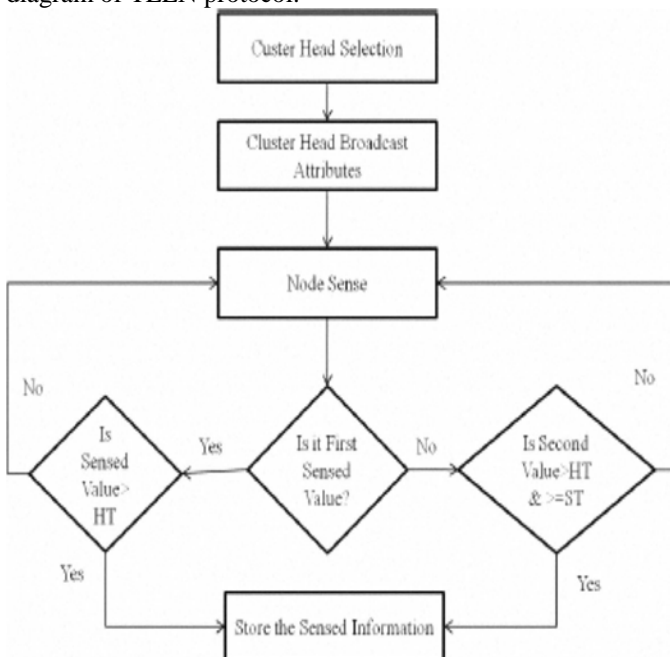 diagram of TEEN protocol.
Custer Head Selection
Cluster Head Broadcast
Attributes
Node Sense
No
No
Is
Sensed
Value>
HT
Yes
Is it First
Sensed
Value?
No
Is Second
Value>HT
& >=ST
Yes
Yes
Store the Sensed Information